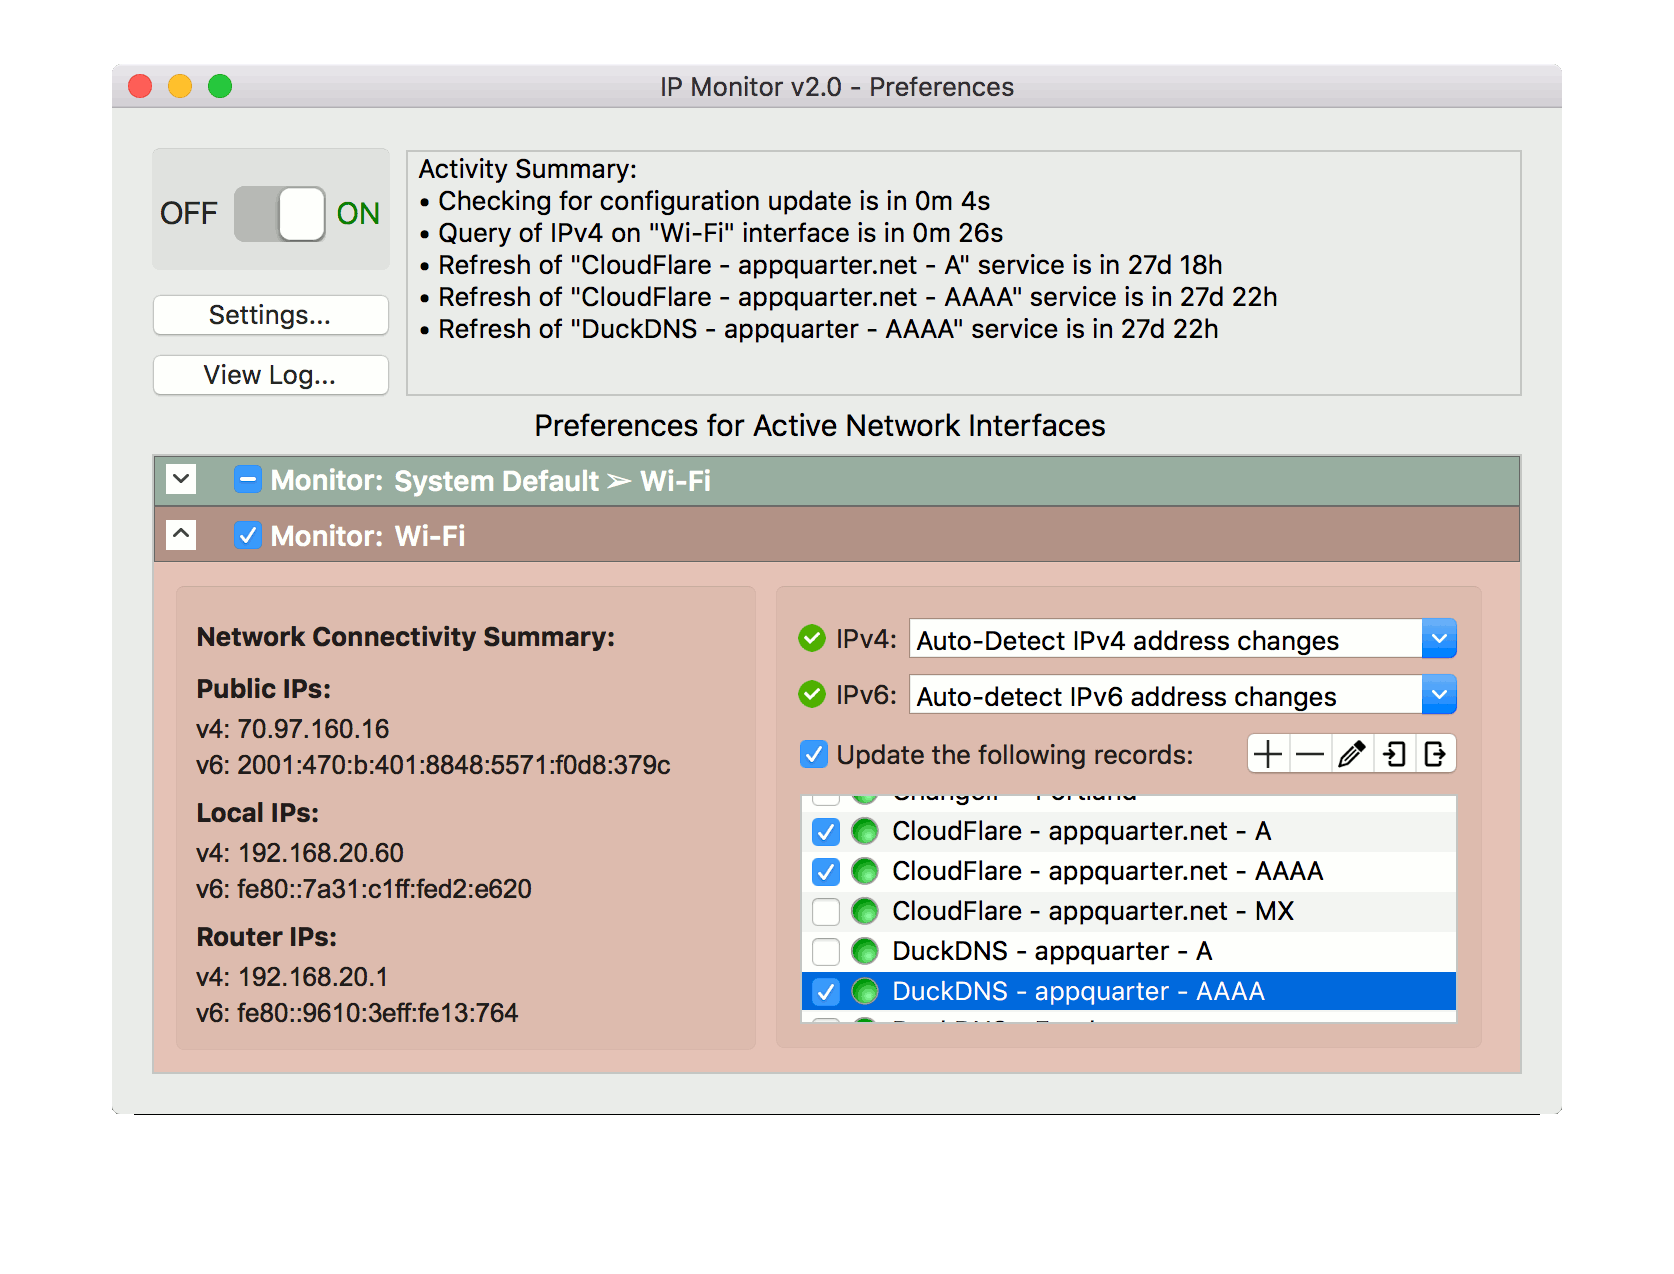 IP Monitor v2.0 - Preferences
OFF ON
Settings...
View Log...
Activity Summary:
• Checking for configuration update is in 0m 4s
• Query of IPv4 on "Wi-Fi" interface is in 0m 26s
• Refresh of "CloudFlare - appquarter.net - A" service is in 27d 18h
• Refresh of "CloudFlare - appquarter.net - AAAA" service is in 27d 22h
• Refresh of "DuckDNS - appquarter - AAAA" service is in 27d 22h
Preferences for Active Network Interfaces
Monitor: System Default ➢ Wi-Fi
Monitor: Wi-Fi
Network Connectivity Summary:
Public IPs:
v4: 70.97.160.16
v6: 2001:470:b:401:8848:5571:f0d8:379c
Local IPs:
v4: 192.168.20.60
v6: fe80::7a31:c1ff:fed2:e620
Router IPs:
v4: 192.168.20.1
v6: fe80::9610:3eff:fe13:764
IPv4: Auto-Detect IPv4 address changes
IPv6: Auto-detect IPv6 address changes
Update the following records:
CloudFlare - appquarter.net - A
CloudFlare - appquarter.net - AAAA
CloudFlare - appquarter.net - MX
DuckDNS - appquarter - A
DuckDNS - appquarter - AAAA